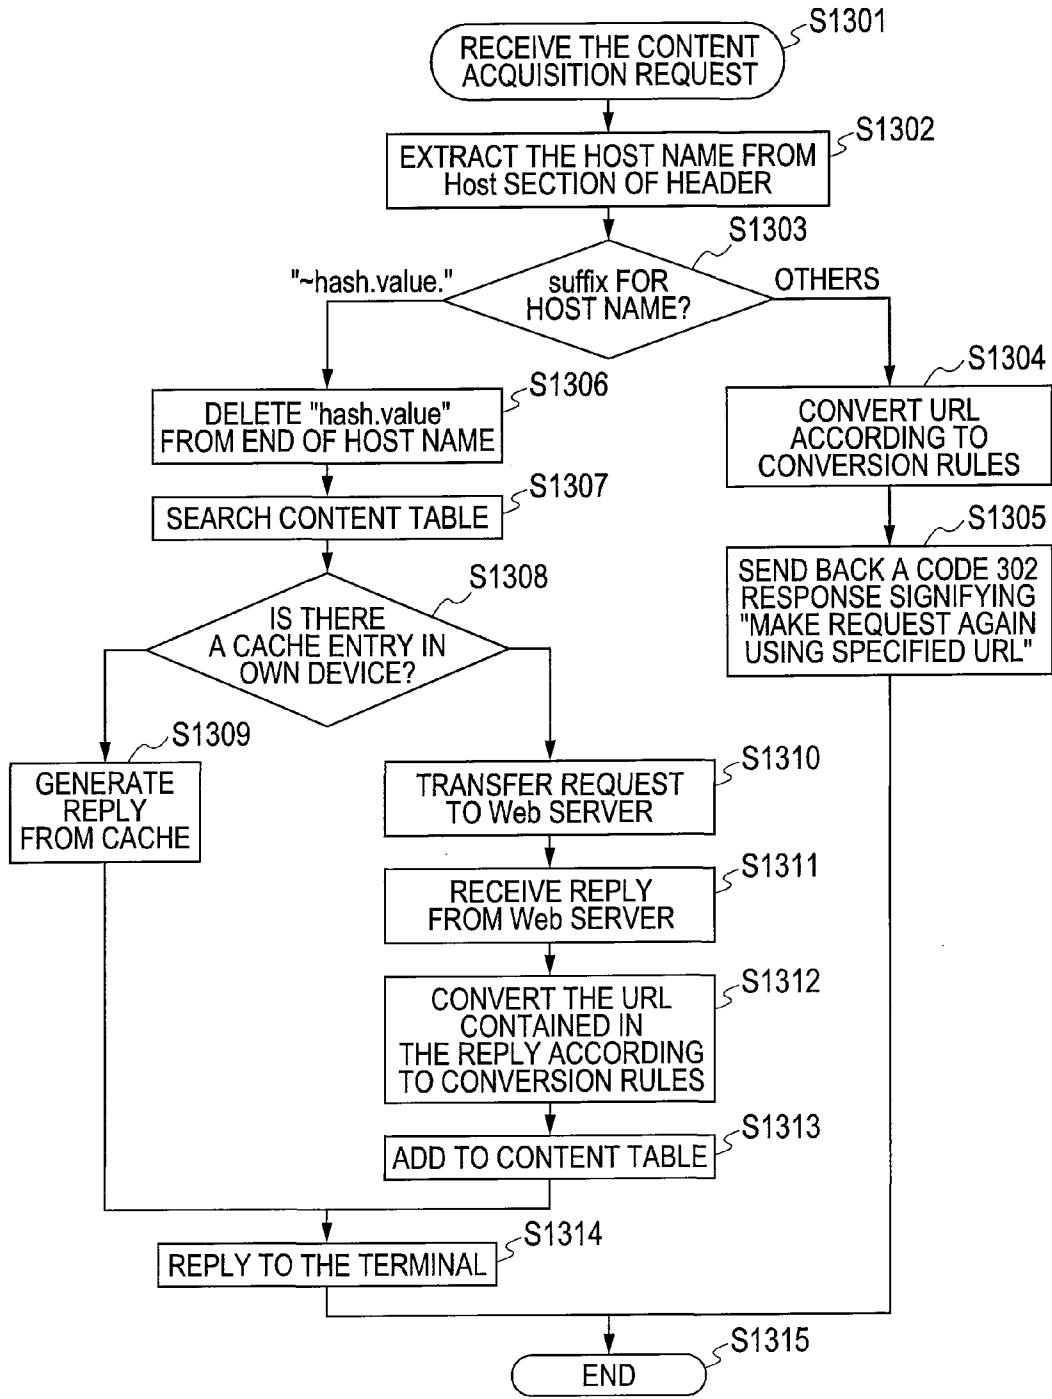 S1301
RECEIVE THE CONTENT
ACQUISITION REQUEST
S1302
EXTRACT THE HOST NAME FROM
Host SECTION OF HEADER
S1303
"~hash.value."
suffix FOR
HOST NAME?
OTHERS
S1304
CONVERT URL
ACCORDING TO
CONVERSION RULES
S1305
SEND BACK A CODE 302
RESPONSE SIGNIFYING
"MAKE REQUEST AGAIN
USING SPECIFIED URL"
S1306
DELETE "hash.value"
FROM END OF HOST NAME
S1307
SEARCH CONTENT TABLE
S1308
IS THERE
A CACHE ENTRY IN
OWN DEVICE?
S1309
GENERATE
REPLY
FROM CACHE
S1310
TRANSFER REQUEST
TO Web SERVER
S1311
RECEIVE REPLY
FROM Web SERVER
S1312
CONVERT THE URL
CONTAINED IN
THE REPLY ACCORDING
TO CONVERSION RULES
S1313
ADD TO CONTENT TABLE
S1314
REPLY TO THE TERMINAL
S1315
END